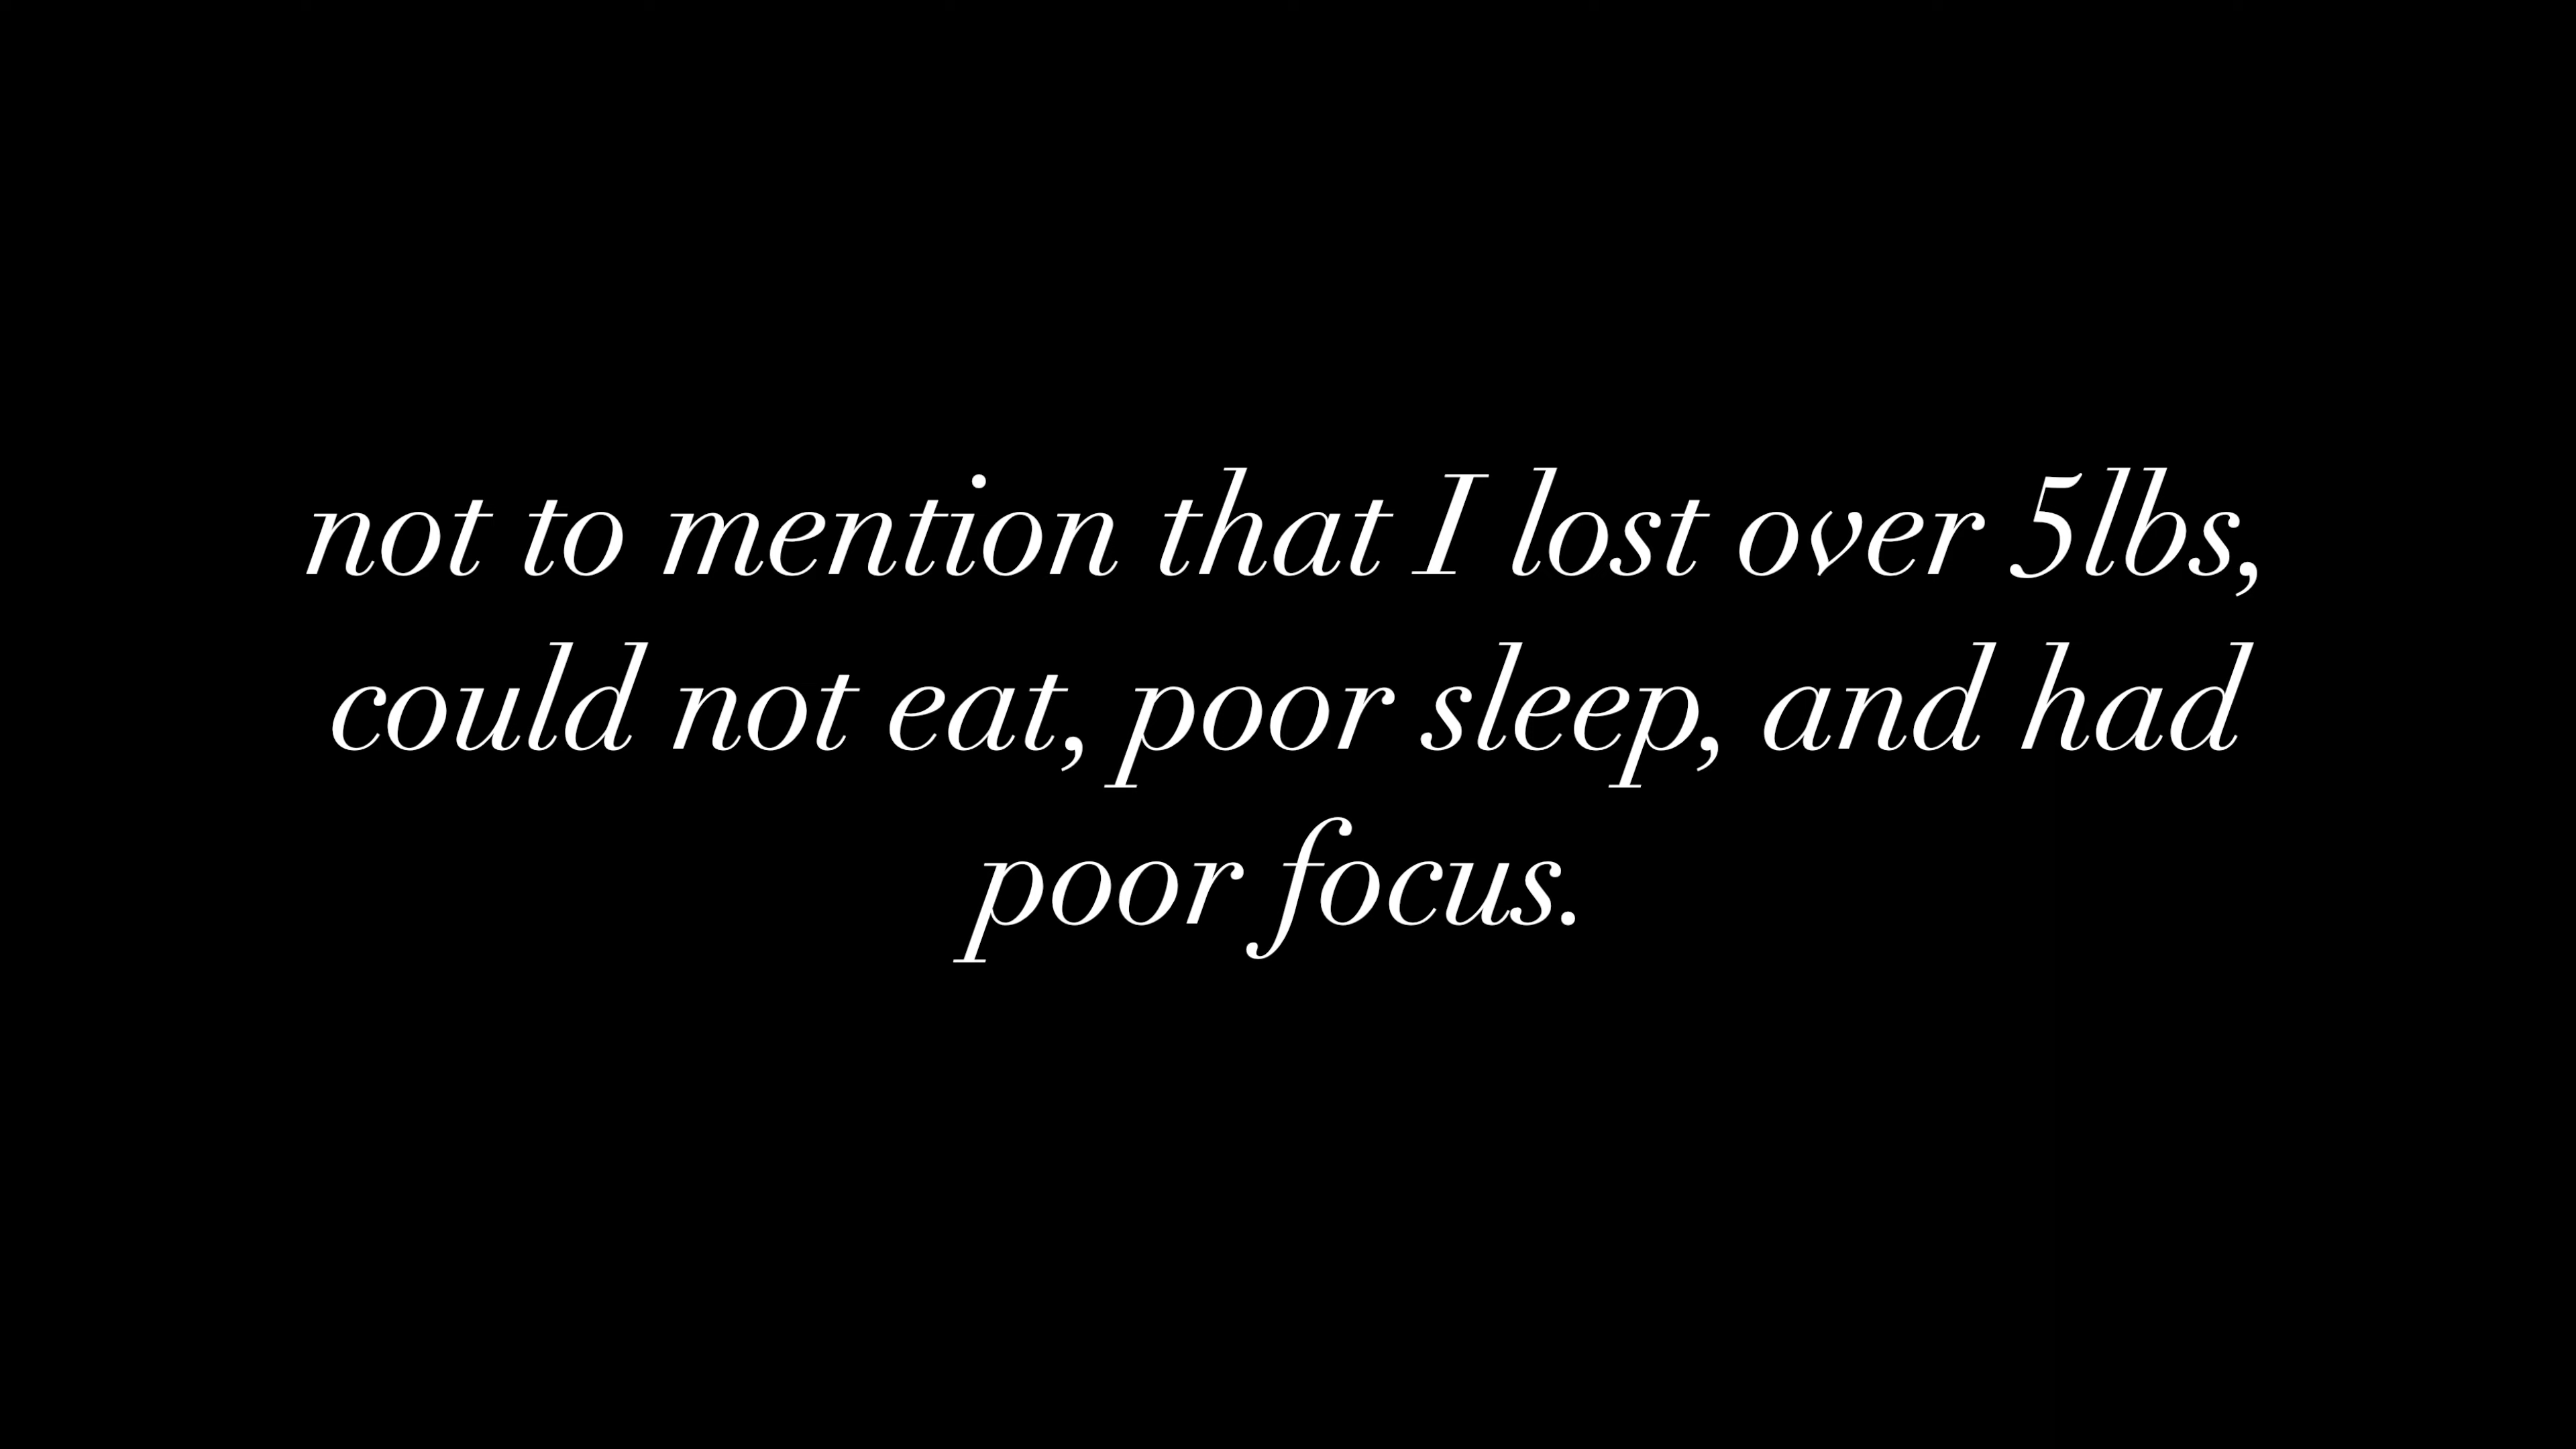 not to mention that I lost over 5lbs,
could not eat, poor sleep, and had
poor focus.